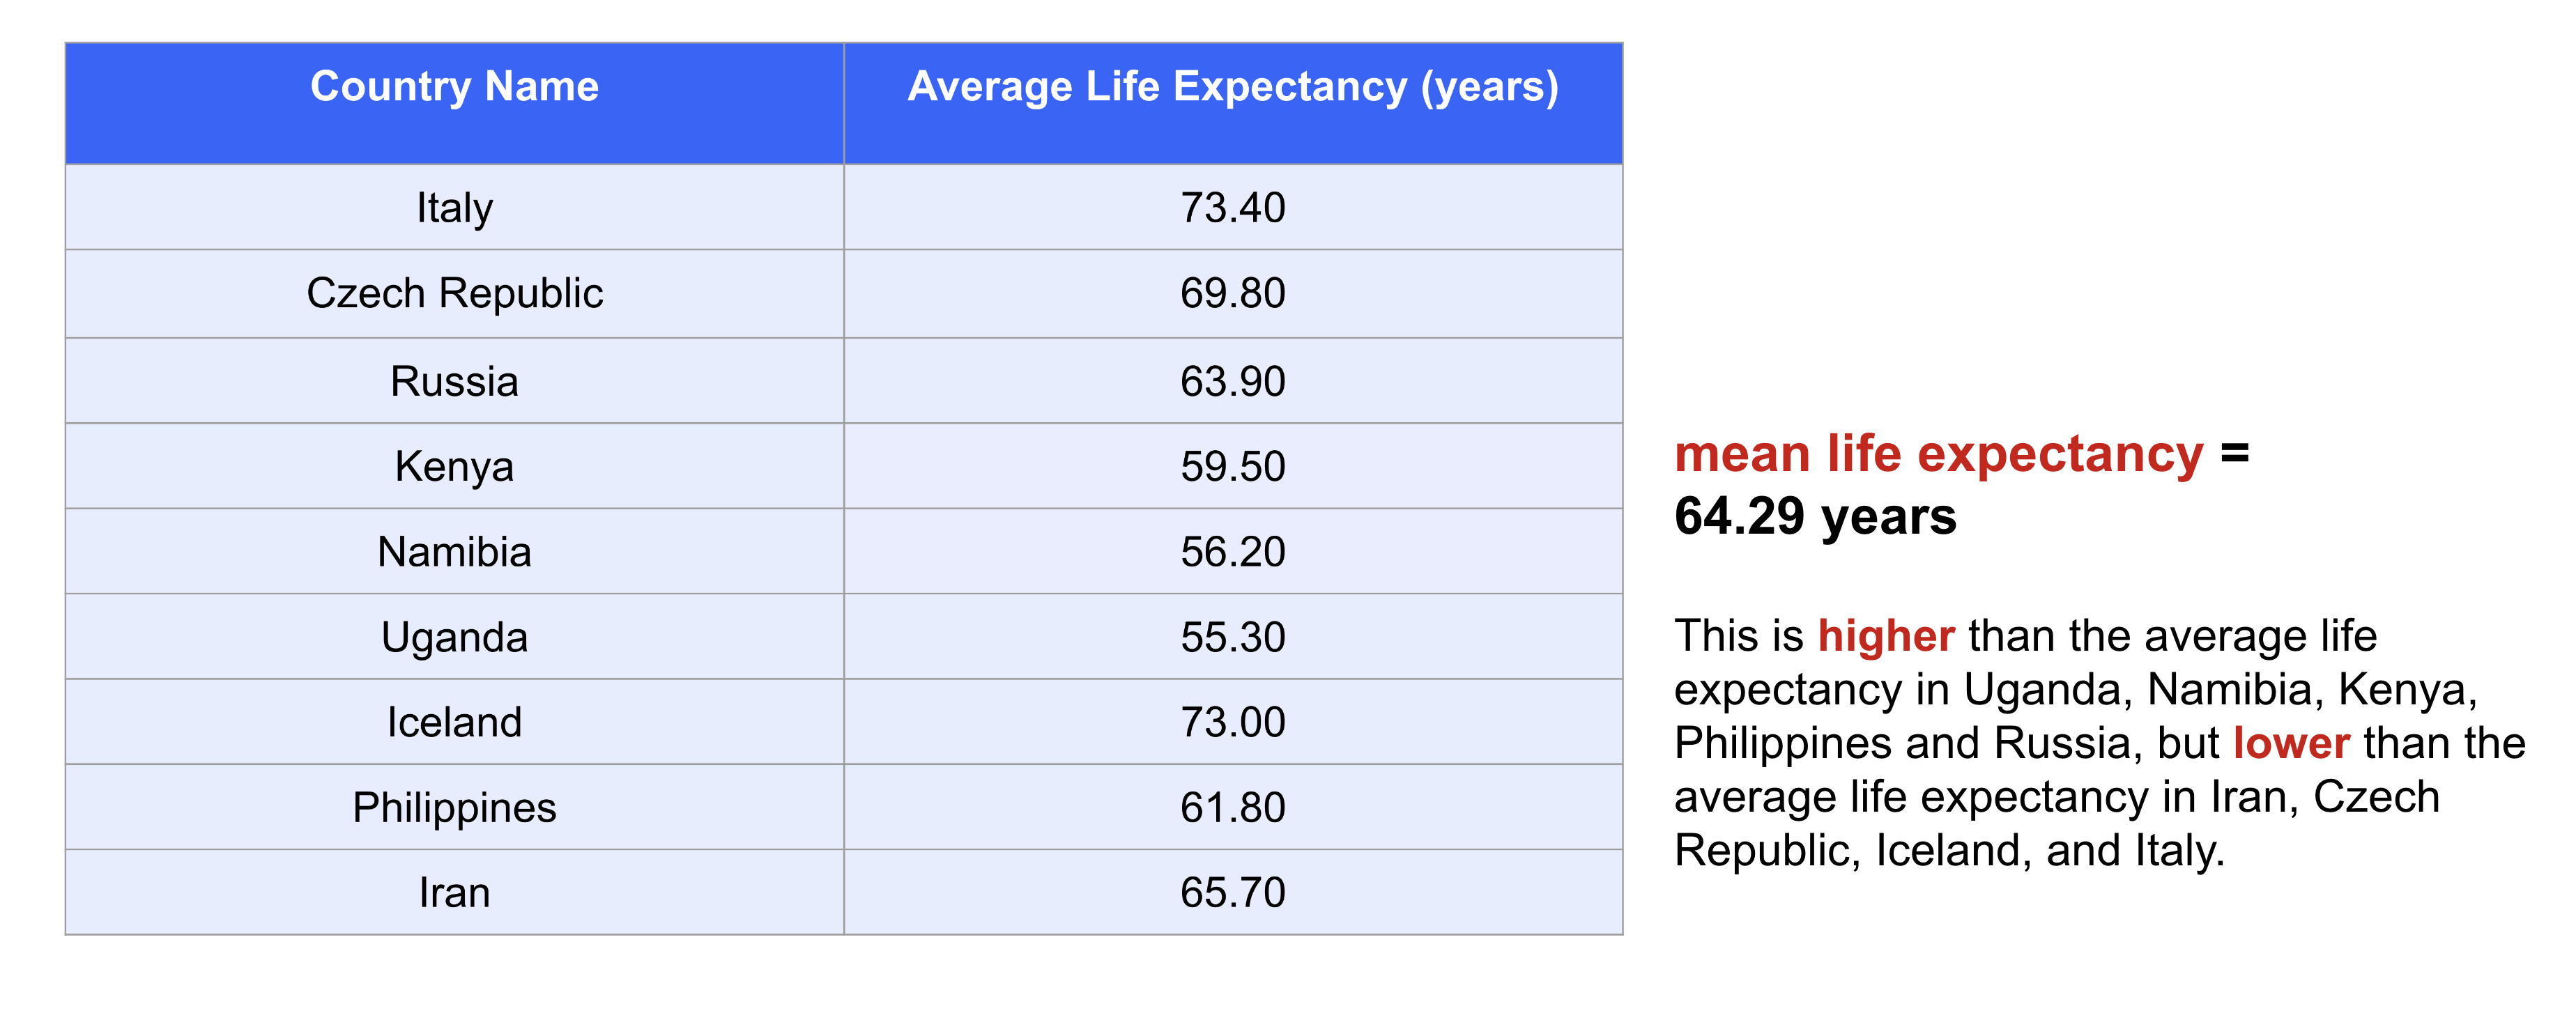 Country Name Average Life Expectancy (years)
Italy 73.40
Czech Republic 69.80
Russia 63.90
Kenya 59.50
Namibia 56.20
Uganda 55.30
Iceland 73.00
Philippines 61.80
Iran 65.70
mean life expectancy =
64.29 years
This is higher than the average life
expectancy in Uganda, Namibia, Kenya,
Philippines and Russia, but lower than the
average life expectancy in Iran, Czech
Republic, Iceland, and Italy.